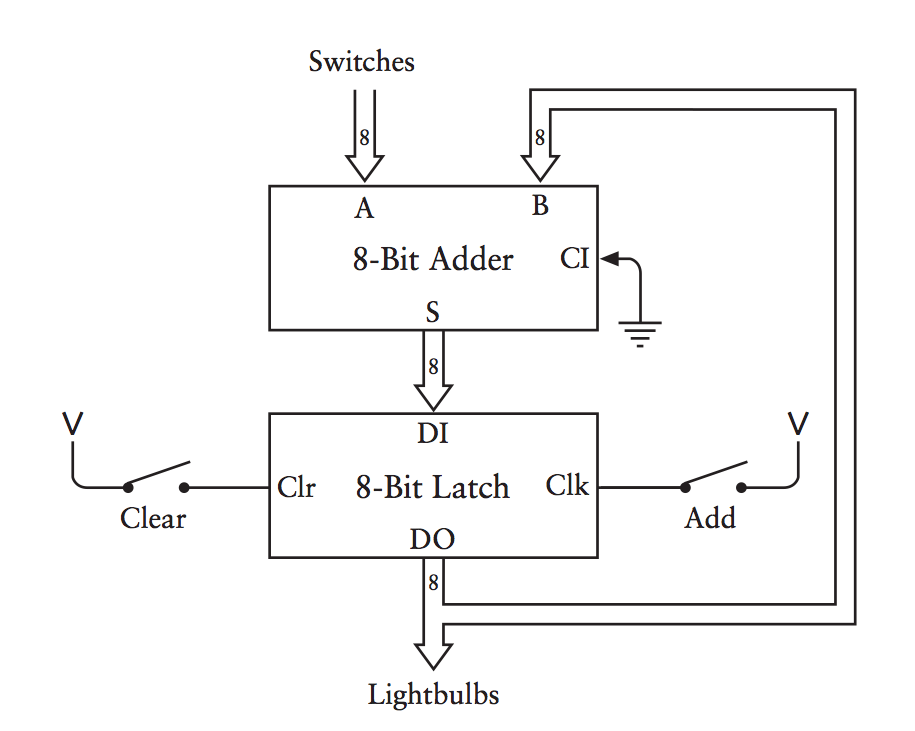 Switches
8
8
A
B
8-Bit Adder
CI
S
8
V
V
DI
Clr
8-Bit Latch
Clk
Clear
Add
DO
8
Lightbulbs